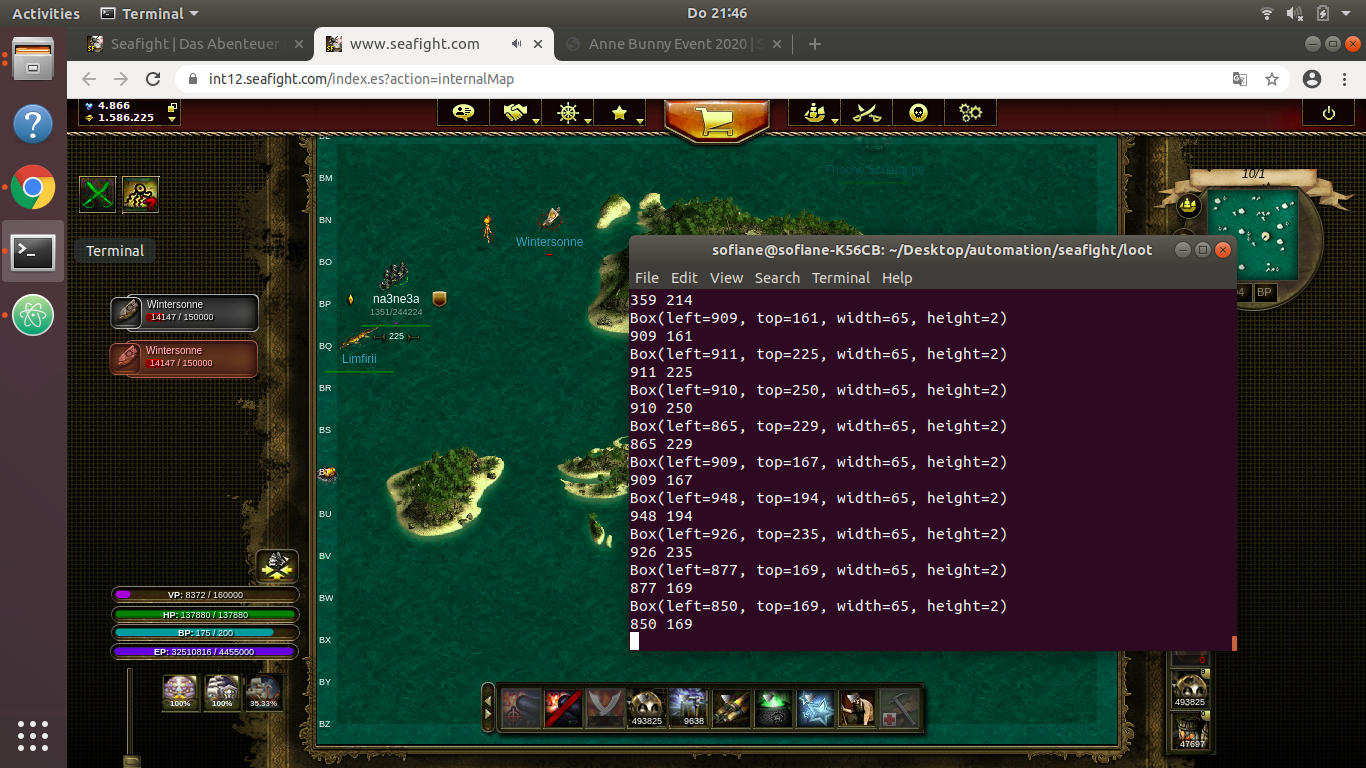 Activities
Terminal
Do 21:46
Seafight | Das Abenteuer
www.seafight.com
Anne Bunny Event 2020 | S
int12.seafight.com/index.es?action=internalMap
4.866
1.586.225
10/1
BP
Terminal
BM
BN
BO
BP
BQ
BR
BS
BU
BV
BW
BX
BY
BZ
Frische Schaluppe
Wintersonne
na3ne3a
1351/244224
225
Limfirii
Wintersonne
14147 / 150000
Wintersonne
14147 / 150000
VP: 8372 / 160000
HP: 137880 / 137880
BP: 175 / 200
EP: 32510816 / 4455000
100%
100%
35.33%
493825
9638
493825
47697
sofiane@sofiane-K56CB: ~/Desktop/automation/seafight/loot
File Edit View Search Terminal Help
359 214
Box(left=909, top=161, width=65, height=2)
909 161
Box(left=911, top=225, width=65, height=2)
911 225
Box(left=910, top=250, width=65, height=2)
910 250
Box(left=865, top=229, width=65, height=2)
865 229
Box(left=909, top=167, width=65, height=2)
909 167
Box(left=948, top=194, width=65, height=2)
948 194
Box(left=926, top=235, width=65, height=2)
926 235
Box(left=877, top=169, width=65, height=2)
877 169
Box(left=850, top=169, width=65, height=2)
850 169